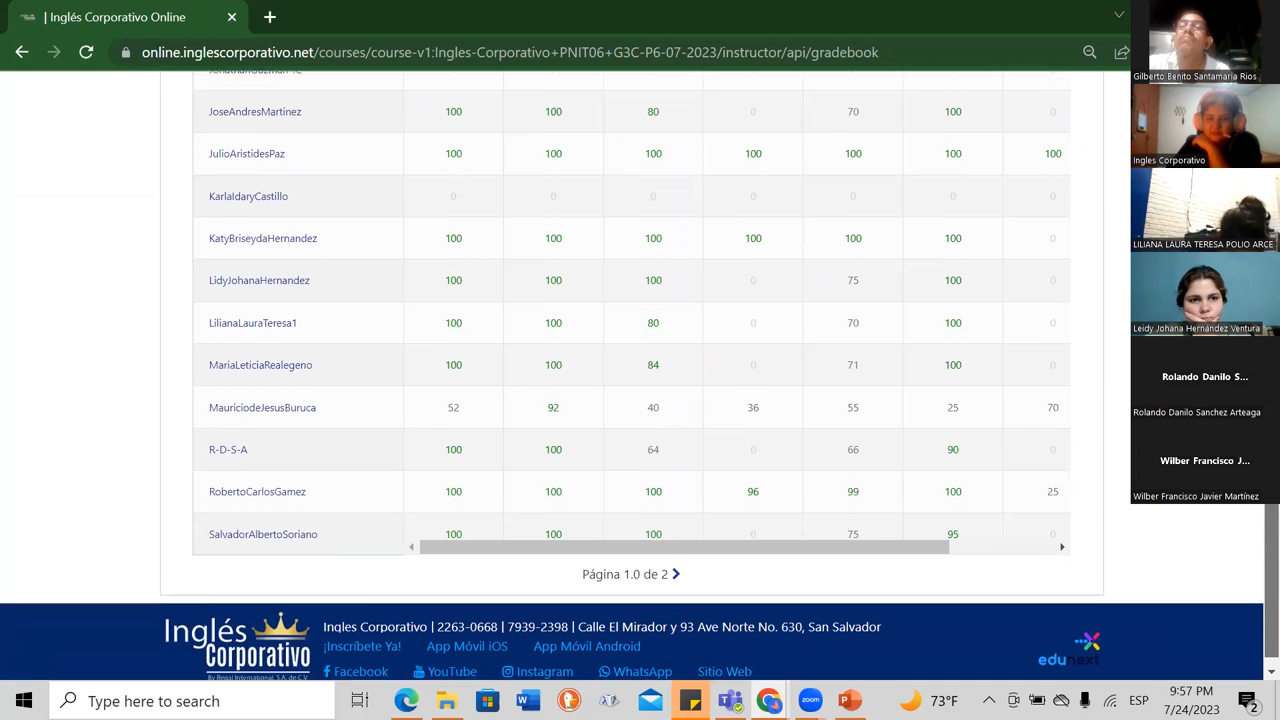 | Inglés Corporativo Online
online.ingles-corporativo.net/courses/course-v1:Ingles-Corporativo+PNIT06+G3C-P6-07-2023/instructor/api/gradebook
JoseAndresMartinez 100 100 80 0 70 100 0
JulioAristidesPaz 100 100 100 100 100 100 100
KarlaIdaryCastillo 0 0 0 0 0 0
KatyBriseydaHernandez 100 100 100 100 100 100 0
LidyJohanaHernandez 100 100 100 0 75 100 0
LilianaLauraTeresa1 100 100 80 0 70 100 0
MariaLeticiaRealegeno 100 100 84 0 71 100 0
MauriciodeJesusBuruca 52 92 40 36 55 25 70
R-D-S-A 100 100 64 0 66 90 0
RobertoCarlosGamez 100 100 100 96 99 100 25
SalvadorAlbertoSoriano 100 100 100 0 75 95 0
Página 1.0 de 2
Inglés Corporativo
By Regal International, S.A. de C.V.
Ingles Corporativo | 2263-0668 | 7939-2398 | Calle El Mirador y 93 Ave Norte No. 630, San Salvador
¡Inscríbete Ya! App Móvil iOS App Móvil Android
Facebook YouTube Instagram WhatsApp Sitio Web
edunext
Gilberto Benito Santamaria Rios
Ingles Corporativo
LILIANA LAURA TERESA POLIO ARCE
Leidy Johana Hernández Ventura
Rolando Danilo S...
Rolando Danilo Sanchez Arteaga
Wilber Francisco J...
Wilber Francisco Javier Martínez
Type here to search
zoom
73°F
ESP
9:57 PM
7/24/2023
2